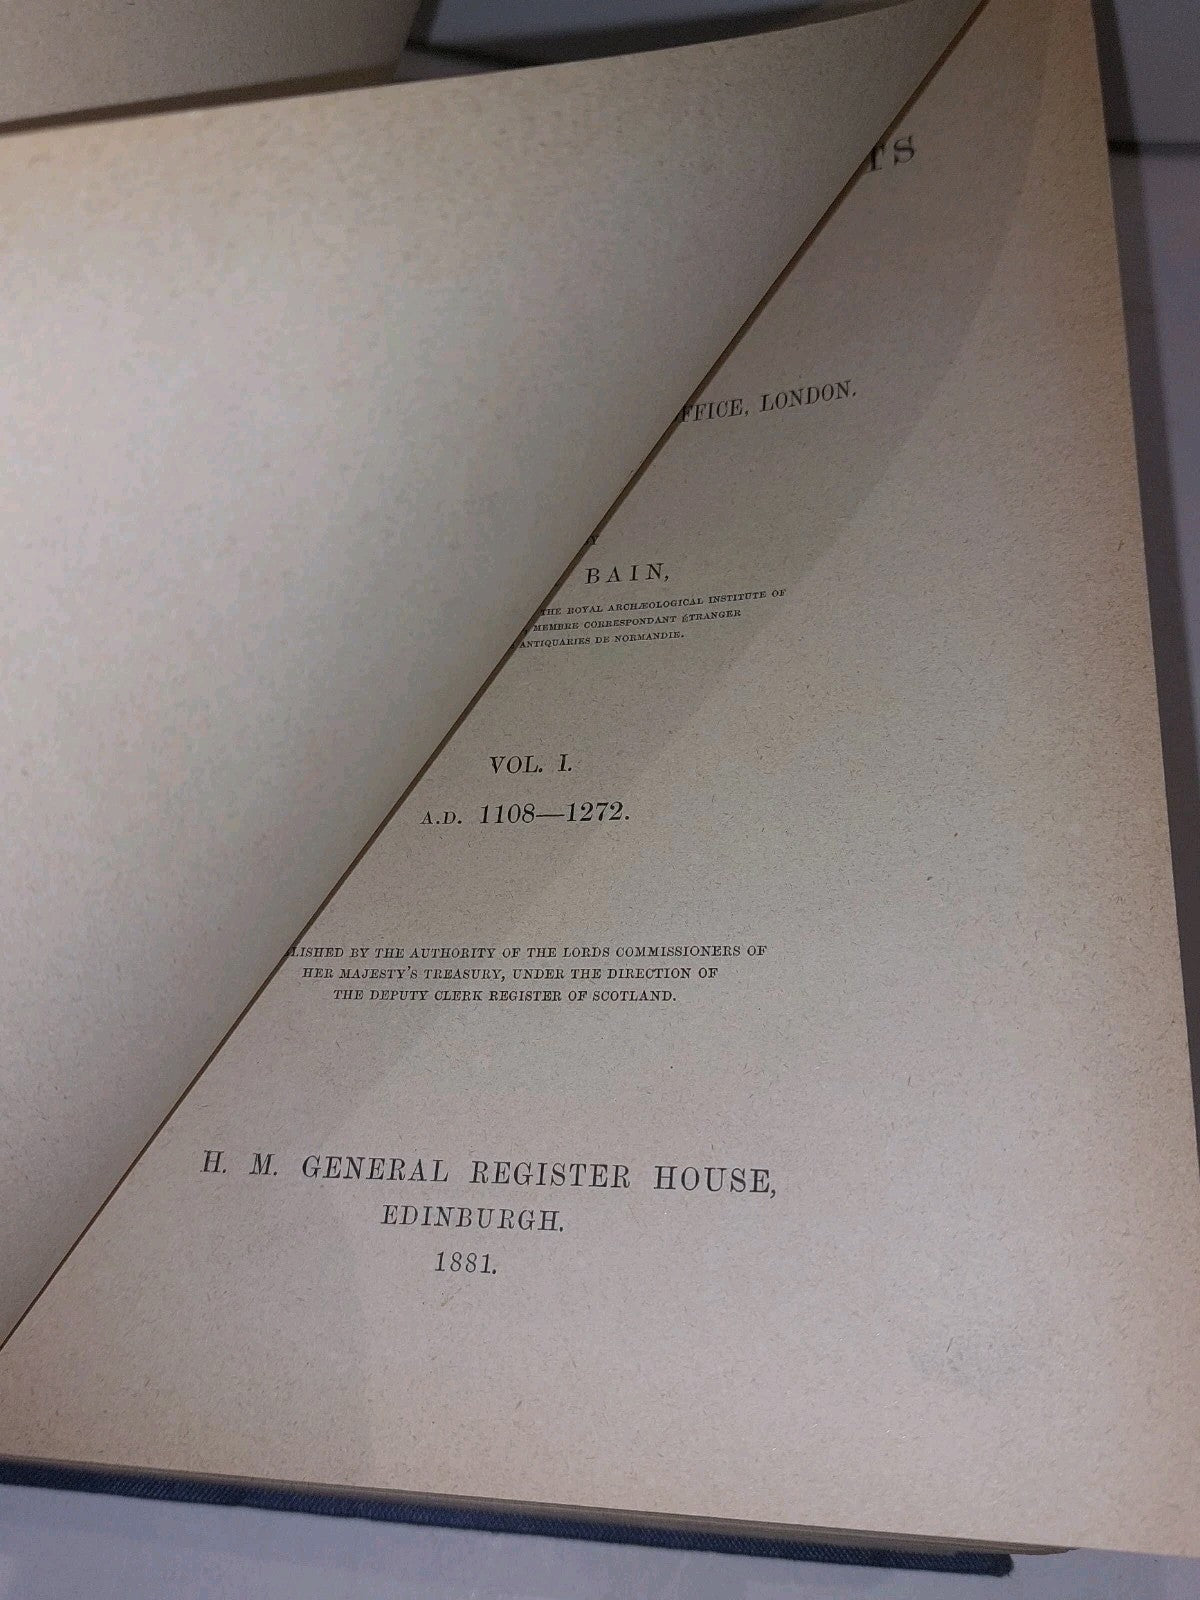 TS
FFICE, LONDON.
BY
BAIN,
THE ROYAL ARCHÆOLOGICAL INSTITUTE OF
MEMBRE CORRESPONDANT ÉTRANGER
ANTIQUARIES DE NORMANDIE.
VOL. I.
A.D. 1108—1272.
LISHED BY THE AUTHORITY OF THE LORDS COMMISSIONERS OF
HER MAJESTY'S TREASURY, UNDER THE DIRECTION OF
THE DEPUTY CLERK REGISTER OF SCOTLAND.
H. M. GENERAL REGISTER HOUSE,
EDINBURGH.
1881.